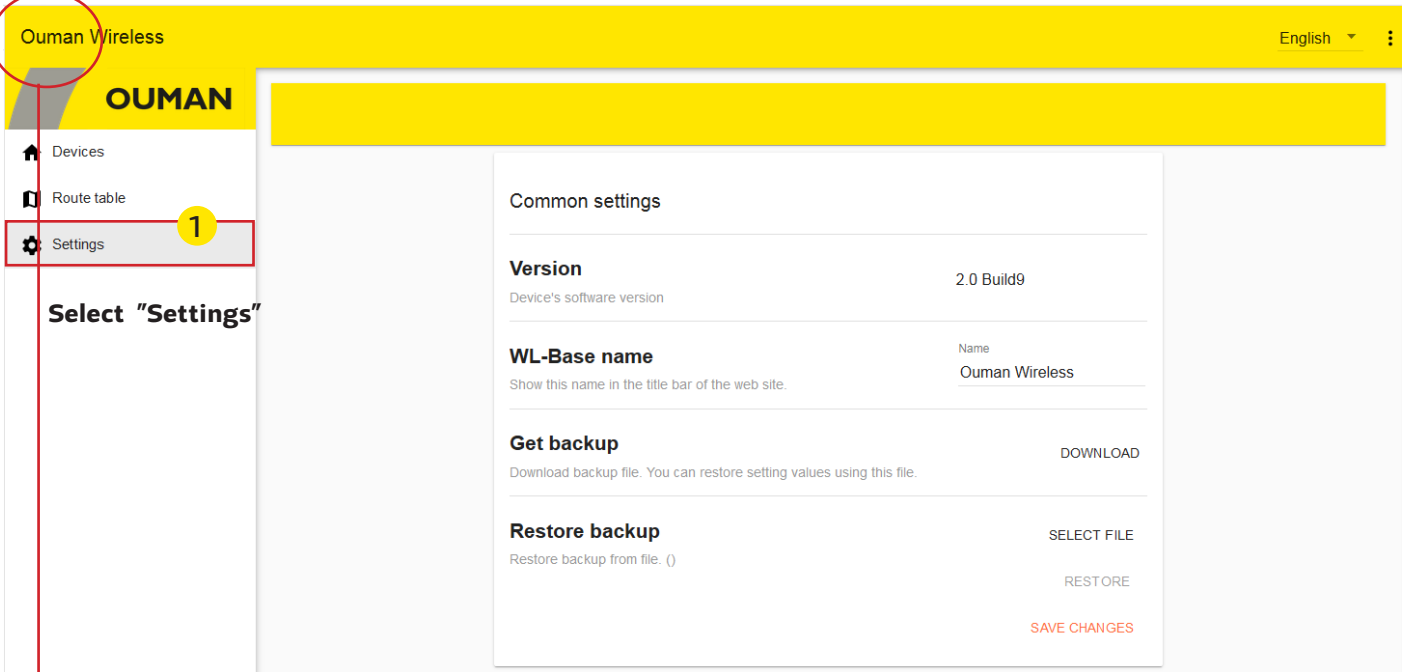 Ouman Wireless
English
OUMAN
Devices
Route table
1
Settings
Select "Settings"
Common settings
Version
Device's software version
2.0 Build9
WL-Base name
Show this name in the title bar of the web site.
Name
Ouman Wireless
Get backup
Download backup file. You can restore setting values using this file.
DOWNLOAD
Restore backup
Restore backup from file. ()
SELECT FILE
RESTORE
SAVE CHANGES